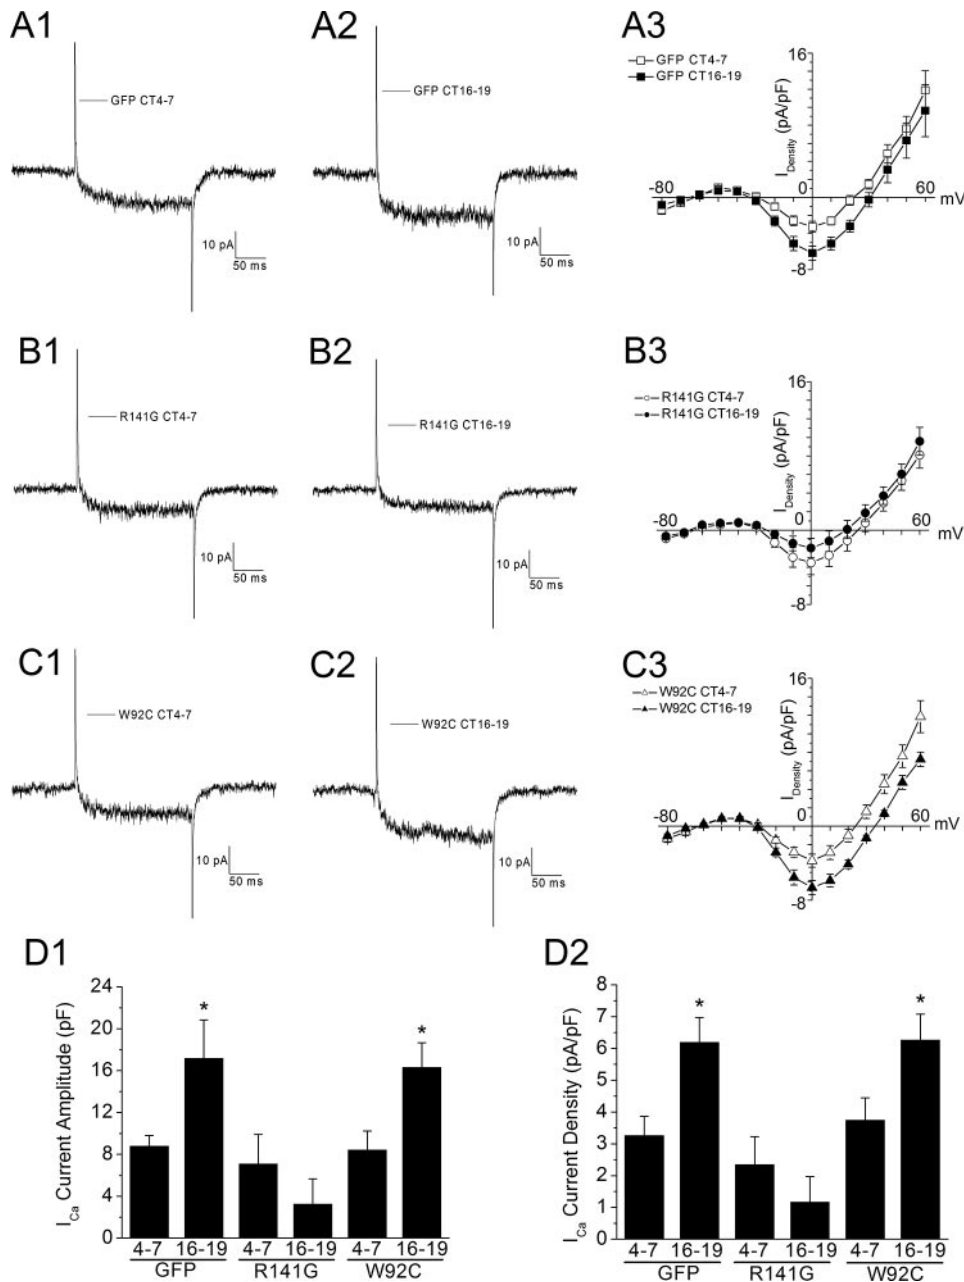 A1
GFP CT4-7
10 pA
50 ms
A2
GFP CT16-19
10 pA
50 ms
A3
GFP CT4-7
GFP CT16-19
I Density (pA/pF)
16
0
-80
60
mV
-8
B1
R141G CT4-7
10 pA
50 ms
B2
R141G CT16-19
10 pA
50 ms
B3
R141G CT4-7
R141G CT16-19
I Density (pA/pF)
16
0
-80
60
mV
-8
C1
W92C CT4-7
10 pA
50 ms
C2
W92C CT16-19
10 pA
50 ms
C3
W92C CT4-7
W92C CT16-19
I Density (pA/pF)
16
0
-80
60
mV
-8
D1
I Ca Current Amplitude (pF)
24
20
16
12
8
4
0
* *
4-7 16-19 4-7 16-19 4-7 16-19
GFP R141G W92C
D2
I Ca Current Density (pA/pF)
8
7
6
5
4
3
2
1
0
* *
4-7 16-19 4-7 16-19 4-7 16-19
GFP R141G W92C